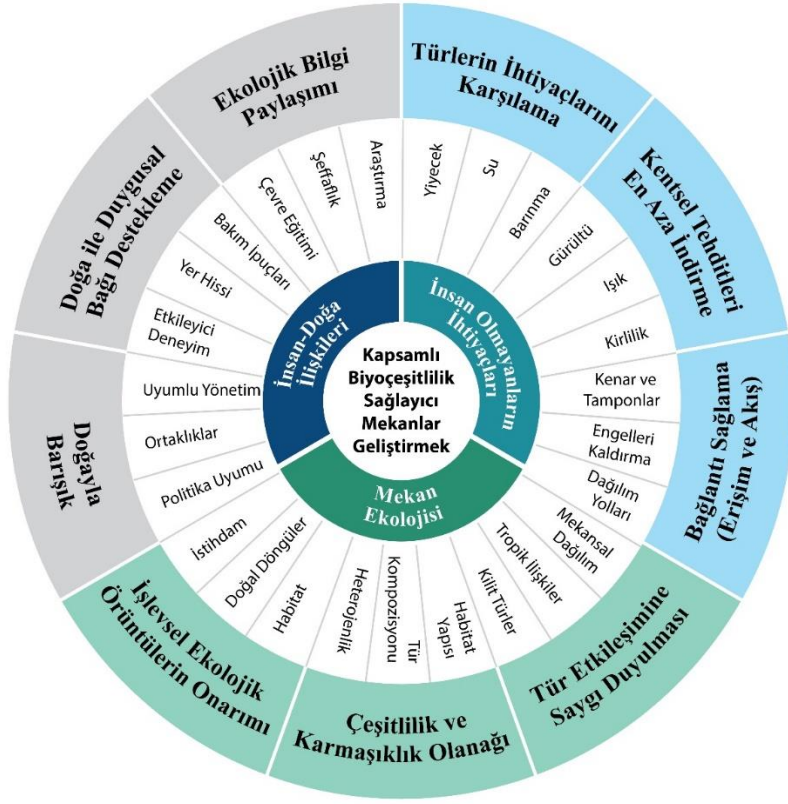 Kapsamlı
Biyoçeşitlilik
Sağlayıcı
Mekanlar
Geliştirmek
İnsan-Doğa
İlişkileri
İnsan Olmayanların
İhtiyaçları
Mekan
Ekolojisi
Türlerin İhtiyaçlarını
Karşılama
Yiyecek
Su
Barınma
Kentsel Tehditleri
En Aza İndirme
Gürültü
Işık
Kirlilik
Bağlantı Sağlama
(Erişim ve Akış)
Kenar ve
Tamponlar
Engelleri
Kaldırma
Dağılım
Yolları
Tür Etkileşimine
Saygı Duyulması
Mekansal
Dağılım
Tropik İlişkiler
Kilit Türler
Çeşitlilik ve
Karmaşıklık Olanağı
Habitat
Yapısı
Tür
Kompozisyonu
Heterojenlik
İşlevsel Ekolojik
Örüntülerin Onarımı
Habitat
Doğal Döngüler
İstihdam
Doğayla
Barışık
Politika Uyumu
Ortaklıklar
Uyumlu Yönetim
Doğa ile Duygusal
Bağı Destekleme
Etkileyici
Deneyim
Yer Hissi
Bakım İpuçları
Ekolojik Bilgi
Paylaşımı
Çevre Eğitimi
Şeffaflık
Araştırma